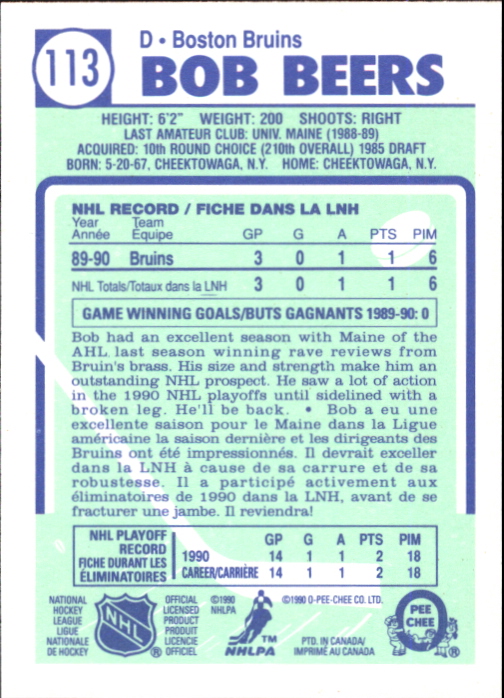 113
D • Boston Bruins
BOB BEERS
HEIGHT: 6'2" WEIGHT: 200 SHOOTS: RIGHT
LAST AMATEUR CLUB: UNIV. MAINE (1988-89)
ACQUIRED: 10th ROUND CHOICE (210th OVERALL) 1985 DRAFT
BORN: 5-20-67, CHEEKTOWAGA, N.Y. HOME: CHEEKTOWAGA, N.Y.
NHL RECORD / FICHE DANS LA LNH
Year Team
Année Équipe GP G A PTS PIM
89-90 Bruins 3 0 1 1 6
NHL Totals/Totaux dans la LNH 3 0 1 1 6
GAME WINNING GOALS/BUTS GAGNANTS 1989-90: 0
Bob had an excellent season with Maine of the
AHL last season winning rave reviews from
Bruin's brass. His size and strength make him an
outstanding NHL prospect. He saw a lot of action
in the 1990 NHL playoffs until sidelined with a
broken leg. He'll be back. • Bob a eu une
excellente saison pour le Maine dans la Ligue
américaine la saison dernière et les dirigeants des
Bruins ont été impressionnés. Il devrait exceller
dans la LNH à cause de sa carrure et de sa
robustesse. Il a participé activement aux
éliminatoires de 1990 dans la LNH, avant de se
fracturer une jambe. Il reviendra!
NHL PLAYOFF
RECORD
FICHE DURANT LES
ÉLIMINATOIRES
GP G A PTS PIM
1990 14 1 1 2 18
CAREER/CARRIÈRE 14 1 1 2 18
NATIONAL
HOCKEY
LEAGUE
LIGUE
NATIONALE
DE HOCKEY
NHL
®
OFFICIAL
LICENSED
PRODUCT
PRODUIT
LICENCIE
OFFICIEL
©1990
NHLPA
TM
NHLPA
©1990 O-PEE-CHEE CO. LTD.
PTD. IN CANADA/
IMPRIMÉ AU CANADA
O PEE
CHEE
®